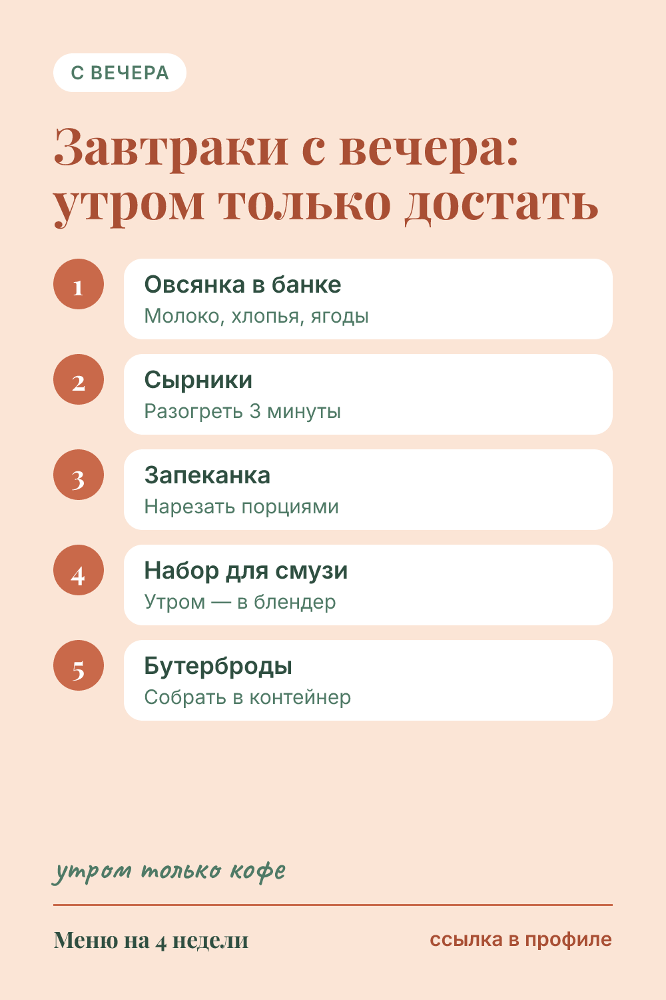 С ВЕЧЕРА
Завтраки с вечера:
утром только достать
1
Овсянка в банке
Молоко, хлопья, ягоды
2
Сырники
Разогреть 3 минуты
3
Запеканка
Нарезать порциями
4
Набор для смузи
Утром — в блендер
5
Бутерброды
Собрать в контейнер
утром только кофе
Меню на 4 недели
ссылка в профиле